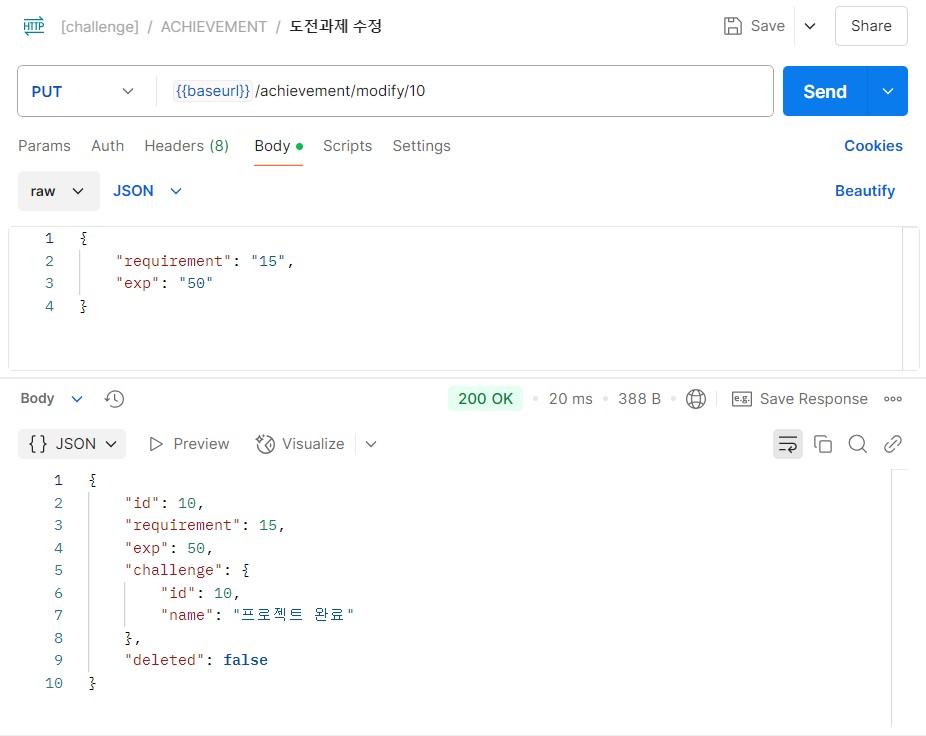 HTTP [challenge] / ACHIEVEMENT / 도전과제 수정 Save Share
PUT {{baseurl}}/achievement/modify/10 Send
Params Auth Headers (8) Body Scripts Settings Cookies
raw JSON Beautify
1 {
2 "requirement": "15",
3 "exp": "50"
4 }
Body 200 OK 20 ms 388 B e.g. Save Response
{} JSON Preview Visualize
1 {
2 "id": 10,
3 "requirement": 15,
4 "exp": 50,
5 "challenge": {
6 "id": 10,
7 "name": "프로젝트 완료"
8 },
9 "deleted": false
10 }